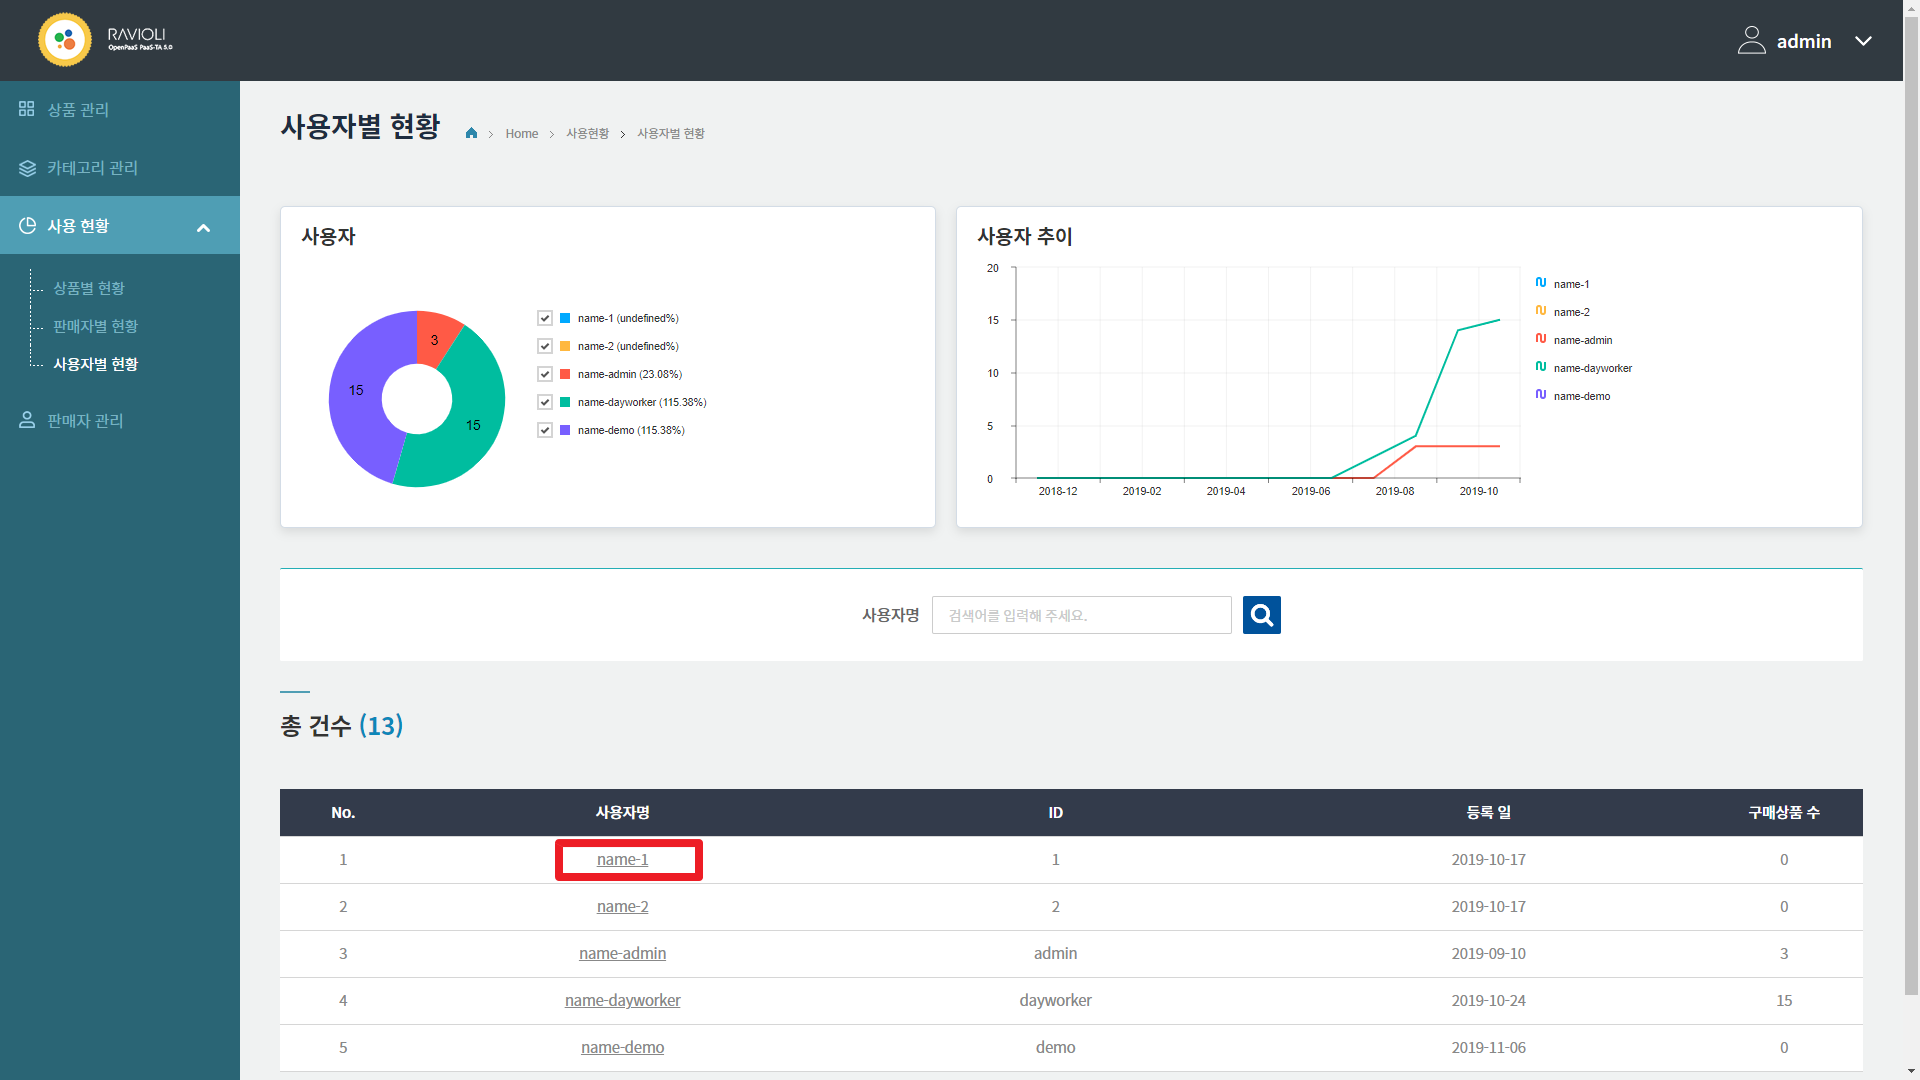 RAVIOLI
OpenPaaS PaaS-TA 5.0
admin
상품 관리
카테고리 관리
사용 현황
상품별 현황
판매자별 현황
사용자별 현황
판매자 관리
사용자별 현황
Home
사용현황
사용자별 현황
사용자
3
15
15
name-1 (undefined%)
name-2 (undefined%)
name-admin (23.08%)
name-dayworker (115.38%)
name-demo (115.38%)
사용자 추이
20
15
10
5
0
2018-12 2019-02 2019-04 2019-06 2019-08 2019-10
name-1
name-2
name-admin
name-dayworker
name-demo
사용자명 검색어를 입력해 주세요.
총 건수 (13)
No. 사용자명 ID 등록 일 구매상품 수
1 name-1 1 2019-10-17 0
2 name-2 2 2019-10-17 0
3 name-admin admin 2019-09-10 3
4 name-dayworker dayworker 2019-10-24 15
5 name-demo demo 2019-11-06 0